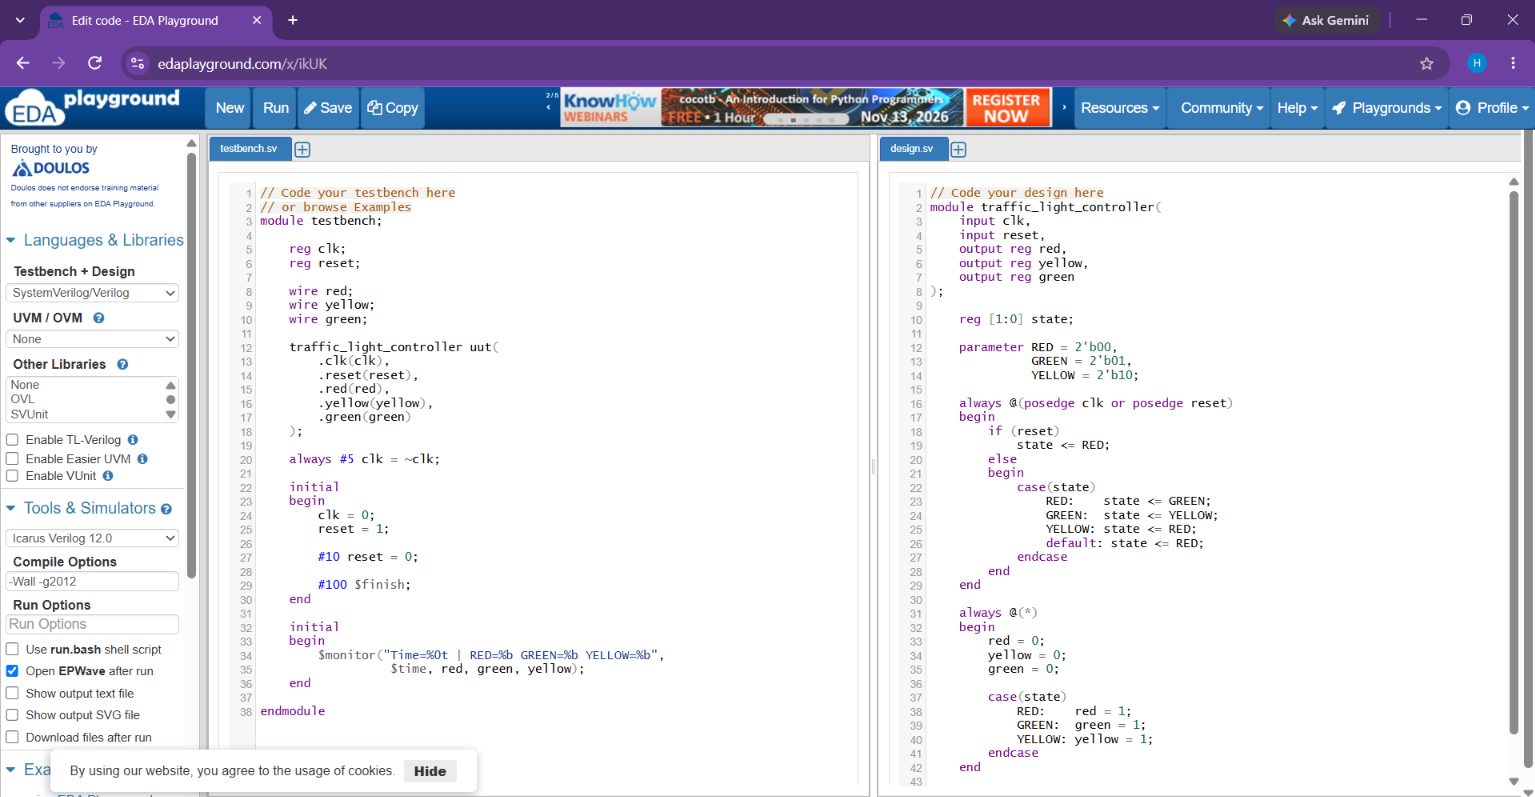 Edit code - EDA Playground
Ask Gemini
edaplayground.com/x/ikUK
H
EDA playground
New
Run
Save
Copy
2/5
KnowHow WEBINARS
cocotb - An Introduction for Python Programmers
FREE • 1 Hour
Nov 13, 2026
REGISTER NOW
Resources
Community
Help
Playgrounds
Profile
Brought to you by
DOULOS
Doulos does not endorse training material
from other suppliers on EDA Playground.
Languages & Libraries
Testbench + Design
SystemVerilog/Verilog
UVM / OVM
None
Other Libraries
None
OVL
SVUnit
Enable TL-Verilog
Enable Easier UVM
Enable VUnit
Tools & Simulators
Icarus Verilog 12.0
Compile Options
-Wall -g2012
Run Options
Run Options
Use run.bash shell script
Open EPWave after run
Show output text file
Show output SVG file
Download files after run
Exa
By using our website, you agree to the usage of cookies.
Hide
testbench.sv
1 // Code your testbench here
2 // or browse Examples
3 module testbench;
4
5     reg clk;
6     reg reset;
7
8     wire red;
9     wire yellow;
10     wire green;
11
12     traffic_light_controller uut(
13         .clk(clk),
14         .reset(reset),
15         .red(red),
16         .yellow(yellow),
17         .green(green)
18     );
19
20     always #5 clk = ~clk;
21
22     initial
23     begin
24         clk = 0;
25         reset = 1;
26
27         #10 reset = 0;
28
29         #100 $finish;
30     end
31
32     initial
33     begin
34         $monitor("Time=%0t | RED=%b GREEN=%b YELLOW=%b",
35                   $time, red, green, yellow);
36     end
37
38 endmodule
design.sv
1 // Code your design here
2 module traffic_light_controller(
3     input clk,
4     input reset,
5     output reg red,
6     output reg yellow,
7     output reg green
8 );
9
10     reg [1:0] state;
11
12     parameter RED = 2'b00,
13               GREEN = 2'b01,
14               YELLOW = 2'b10;
15
16     always @(posedge clk or posedge reset)
17     begin
18         if (reset)
19             state <= RED;
20         else
21         begin
22             case(state)
23                 RED:    state <= GREEN;
24                 GREEN:  state <= YELLOW;
25                 YELLOW: state <= RED;
26                 default: state <= RED;
27             endcase
28         end
29     end
30
31     always @(*)
32     begin
33         red = 0;
34         yellow = 0;
35         green = 0;
36
37         case(state)
38             RED:    red = 1;
39             GREEN:  green = 1;
40             YELLOW: yellow = 1;
41         endcase
42     end
43